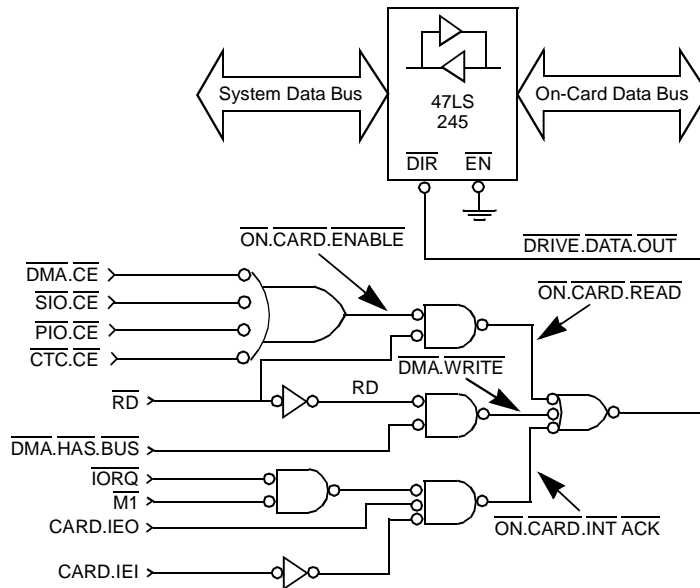 System Data Bus
47LS
245
On-Card Data Bus
DIR
EN
ON.CARD.ENABLE
DRIVE.DATA.OUT
DMA.CE
SIO.CE
PIO.CE
CTC.CE
ON.CARD.READ
DMA.WRITE
RD
RD
DMA.HAS.BUS
IORQ
M1
CARD.IEO
ON.CARD.INT ACK
CARD.IEI